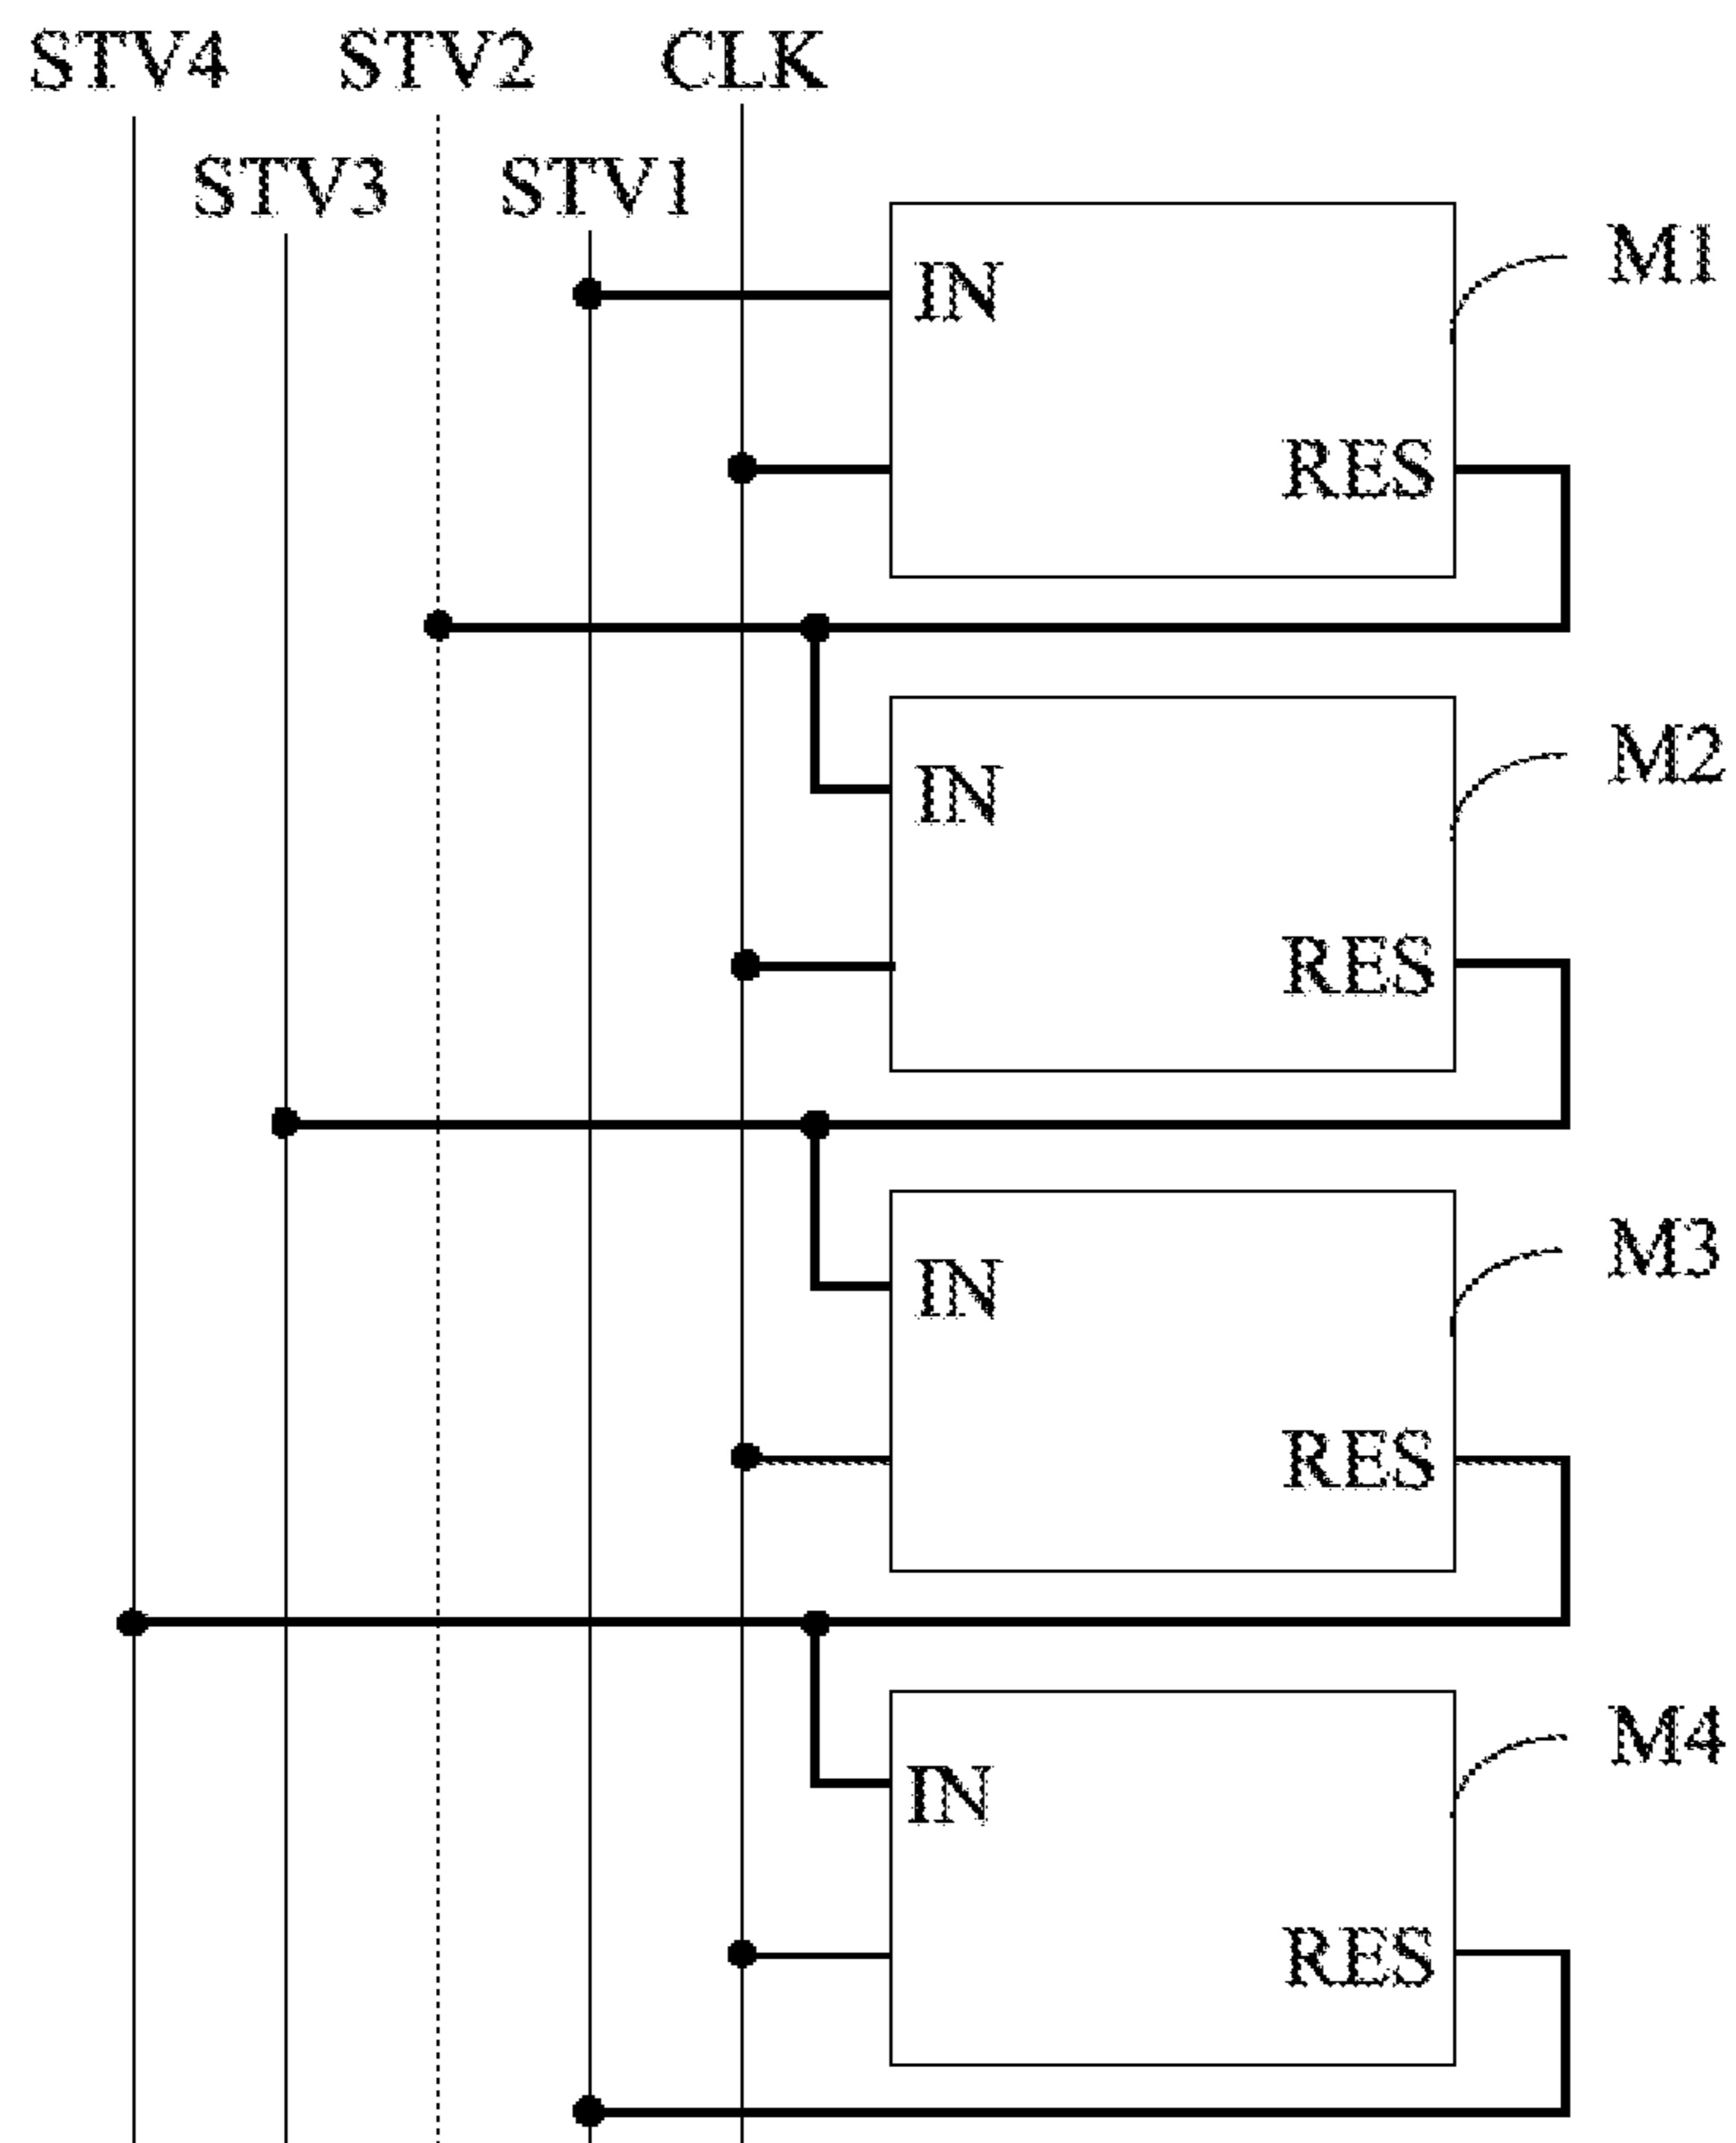 STV4 STV2 CLK
STV3 STV1
M1
IN
RES
M2
IN
RES
M3
IN
RES
M4
IN
RES